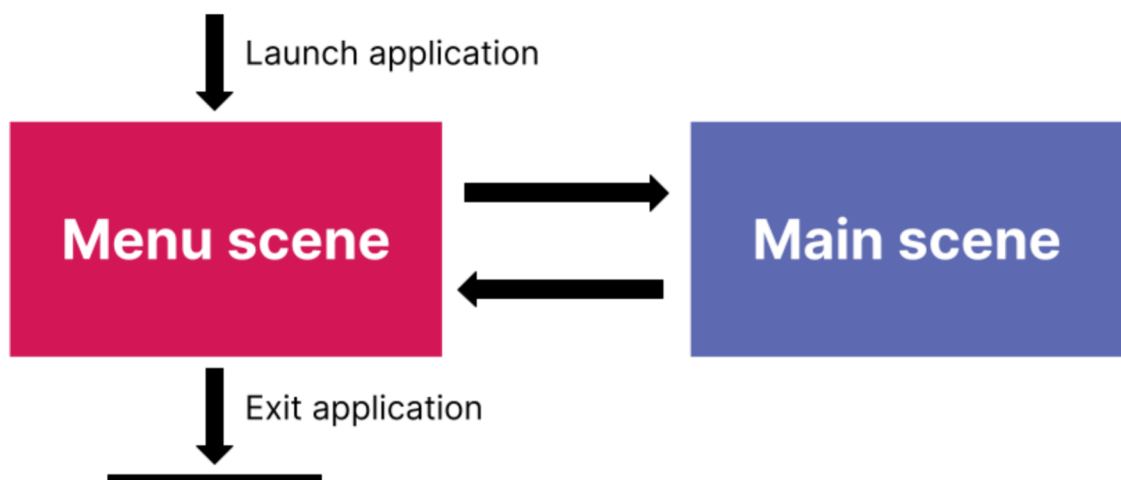 Launch application
Menu scene
Main scene
Exit application